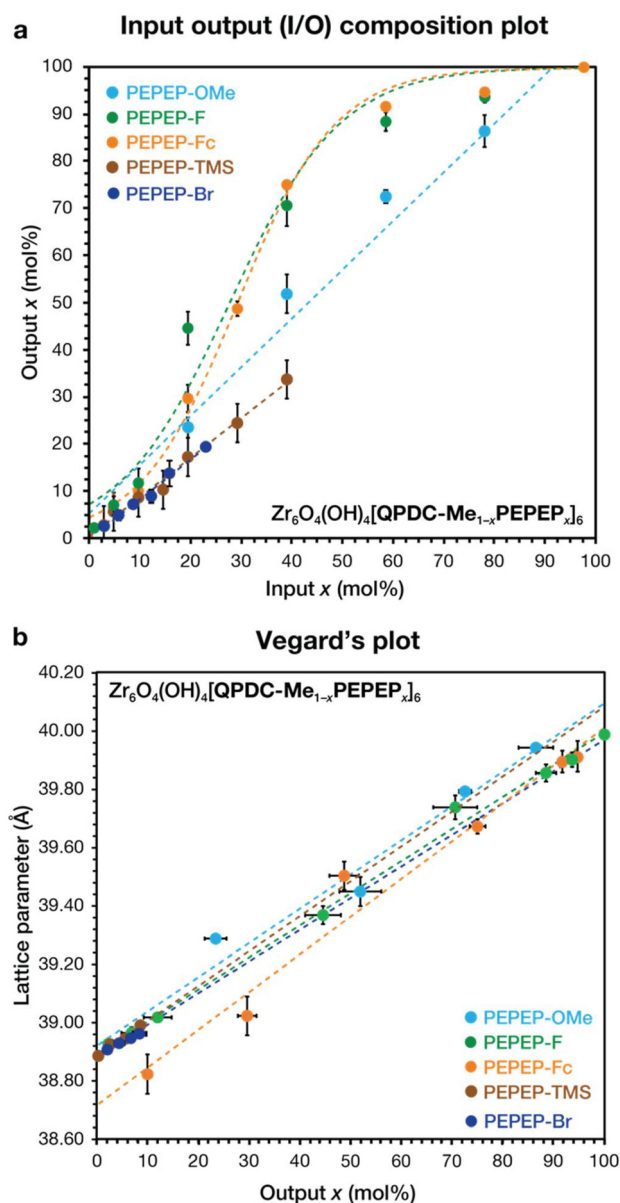 a
Input output (I/O) composition plot
100
90
80
70
60
50
40
30
20
10
0
Output x (mol%)
PEPEP-OMe
PEPEP-F
PEPEP-Fc
PEPEP-TMS
PEPEP-Br
Zr₆O₄(OH)₄[QPDC-Me₁₋ₓPEPEPₓ]₆
0 10 20 30 40 50 60 70 80 90 100
Input x (mol%)
b
Vegard's plot
40.20
40.00
39.80
39.60
39.40
39.20
39.00
38.80
38.60
Lattice parameter (Å)
Zr₆O₄(OH)₄[QPDC-Me₁₋ₓPEPEPₓ]₆
PEPEP-OMe
PEPEP-F
PEPEP-Fc
PEPEP-TMS
PEPEP-Br
0 10 20 30 40 50 60 70 80 90 100
Output x (mol%)